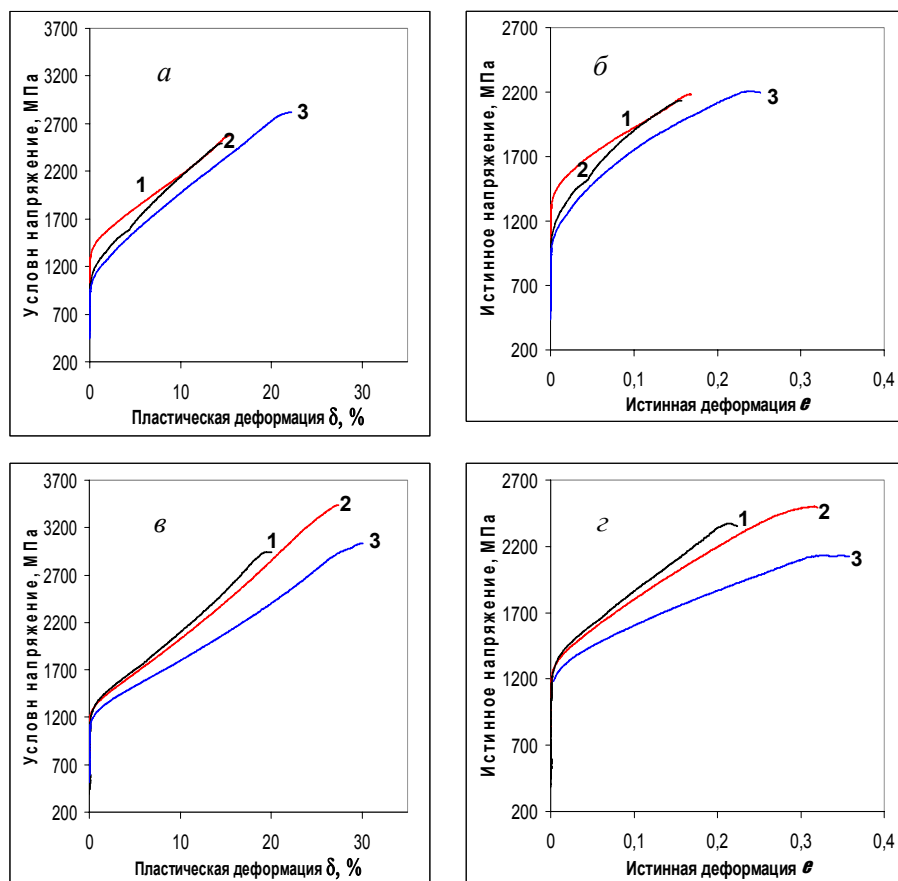 3700
3200
2700
2200
1700
1200
700
200
Условн напряжение, МПа
а
1
2
3
0 10 20 30
Пластическая деформация δ, %
2700
2200
1700
1200
700
200
Истинное напряжение, МПа
б
1
2
3
0 0,1 0,2 0,3 0,4
Истинная деформация e
3700
3200
2700
2200
1700
1200
700
200
Условн напряжение, МПа
в
1
2
3
0 10 20 30
Пластическая деформация δ, %
2700
2200
1700
1200
700
200
Истинное напряжение, МПа
г
1
2
3
0 0,1 0,2 0,3 0,4
Истинная деформация e